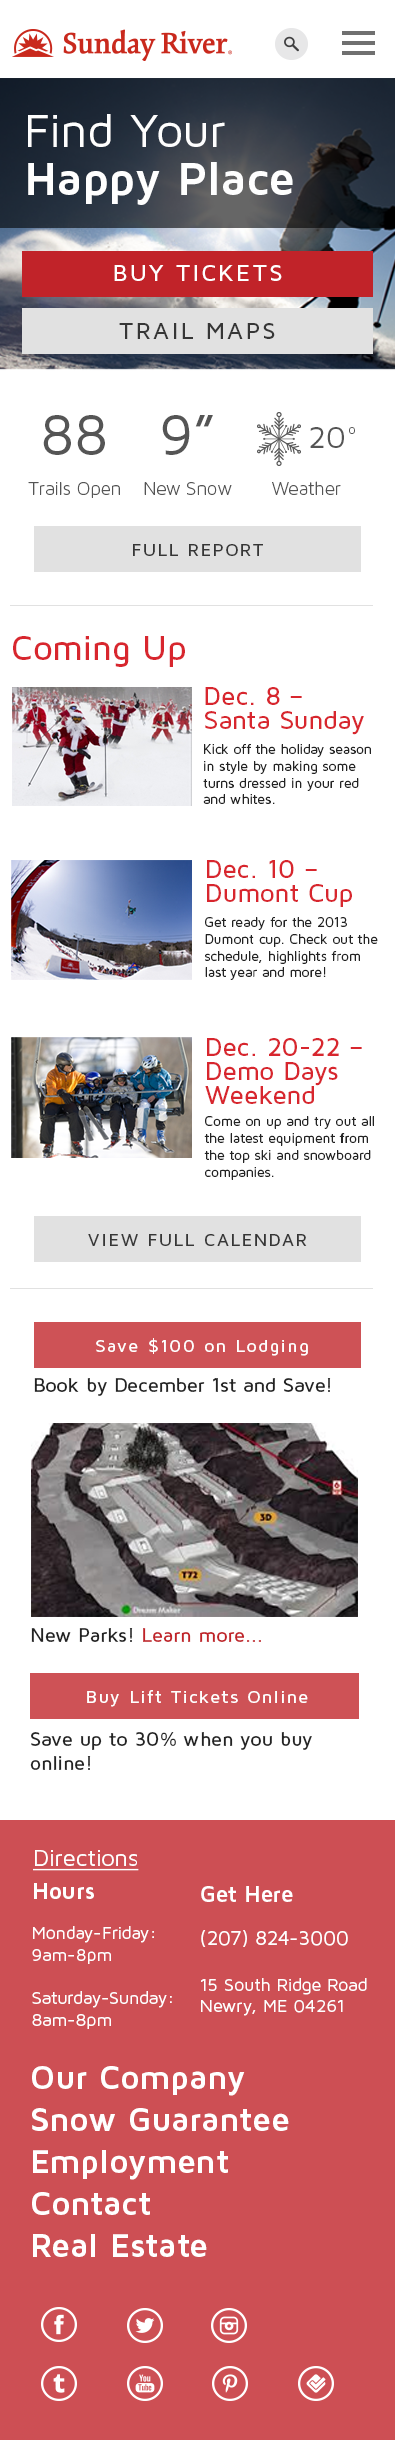 Sunday River
Find Your
Happy Place
BUY TICKETS
TRAIL MAPS
88
9”
20°
Trails Open
New Snow
Weather
FULL REPORT
Coming Up
Dec. 8 –
Santa Sunday
Kick off the holiday season
in style by making some
turns dressed in your red
and whites.
Dec. 10 –
Dumont Cup
Get ready for the 2013
Dumont cup. Check out the
schedule, highlights from
last year and more!
Dec. 20-22 –
Demo Days
Weekend
Come on up and try out all
the latest equipment from
the top ski and snowboard
companies.
VIEW FULL CALENDAR
Save $100 on Lodging
Book by December 1st and Save!
3D
T72
Dream Maker
New Parks! Learn more...
Buy Lift Tickets Online
Save up to 30% when you buy
online!
Directions
Hours
Monday-Friday:
9am-8pm
Saturday-Sunday:
8am-8pm
Get Here
(207) 824-3000
15 South Ridge Road
Newry, ME 04261
Our Company
Snow Guarantee
Employment
Contact
Real Estate
You
Tube